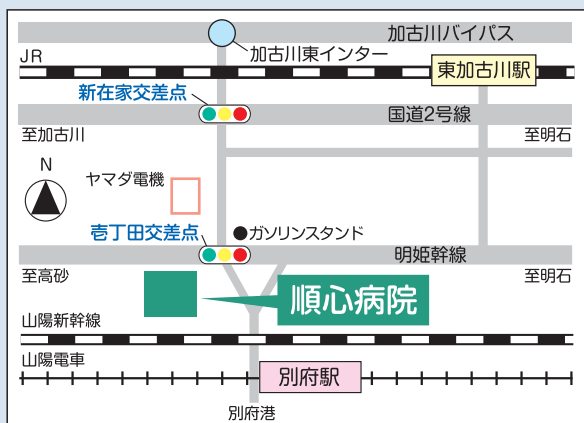 加古川バイパス
加古川東インター
JR
東加古川駅
新在家交差点
国道2号線
至加古川
至明石
N
ヤマダ電機
壱丁田交差点
ガソリンスタンド
明姫幹線
至高砂
至明石
順心病院
山陽新幹線
山陽電車
別府駅
別府港